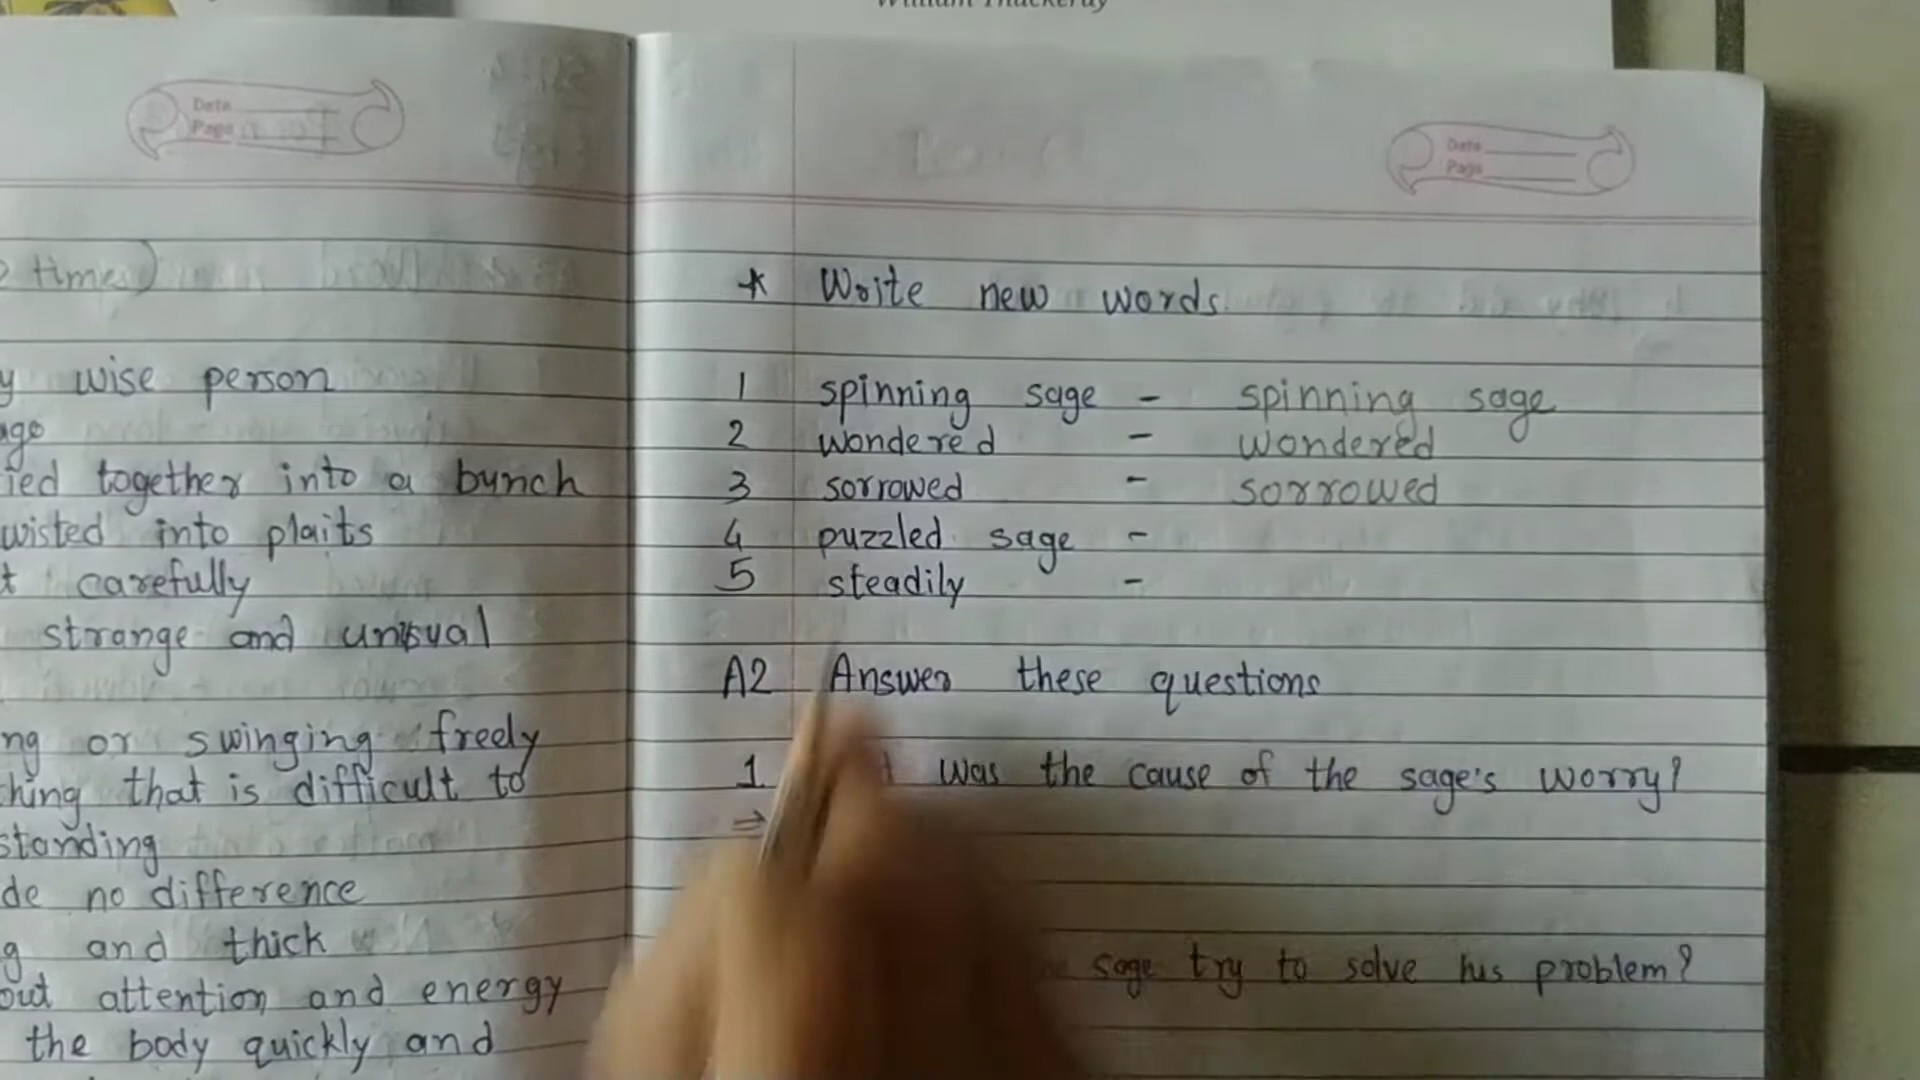 William Thackeray
Date
Page
times)
wise person
together into a bunch
into plaits
carefully
strange and unusual
or swinging freely
that is difficult to
no difference
and thick
attention and energy
the body quickly and
Date
Page
* Write new words.
1 spinning sage - spinning sage
2 wondered - wondered
3 sorrowed - sorrowed
4 puzzled sage -
5 steadily -
A2 Answer these questions
1 was the cause of the sage's worry?
⇒
sage try to solve his problem?